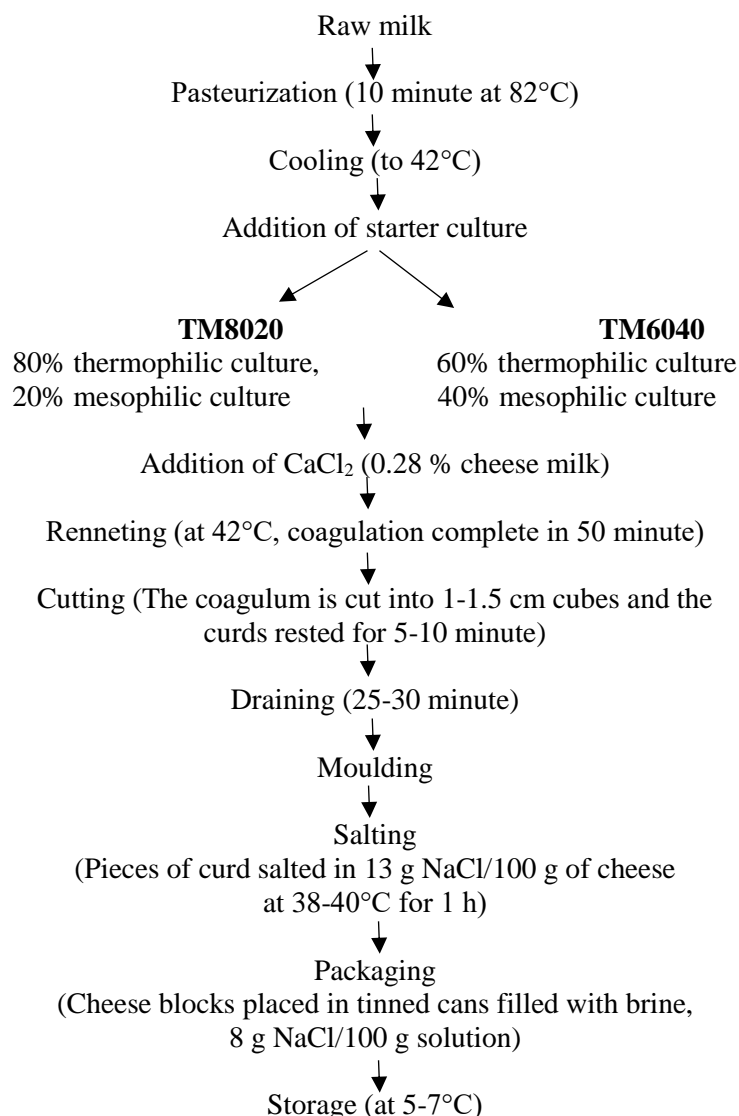 Raw milk
Pasteurization (10 minute at 82°C)
Cooling (to 42°C)
Addition of starter culture
TM8020
80% thermophilic culture,
20% mesophilic culture
TM6040
60% thermophilic culture
40% mesophilic culture
Addition of CaCl₂ (0.28 % cheese milk)
Renneting (at 42°C, coagulation complete in 50 minute)
Cutting (The coagulum is cut into 1-1.5 cm cubes and the
curds rested for 5-10 minute)
Draining (25-30 minute)
Moulding
Salting
(Pieces of curd salted in 13 g NaCl/100 g of cheese
at 38-40°C for 1 h)
Packaging
(Cheese blocks placed in tinned cans filled with brine,
8 g NaCl/100 g solution)
Storage (at 5-7°C)